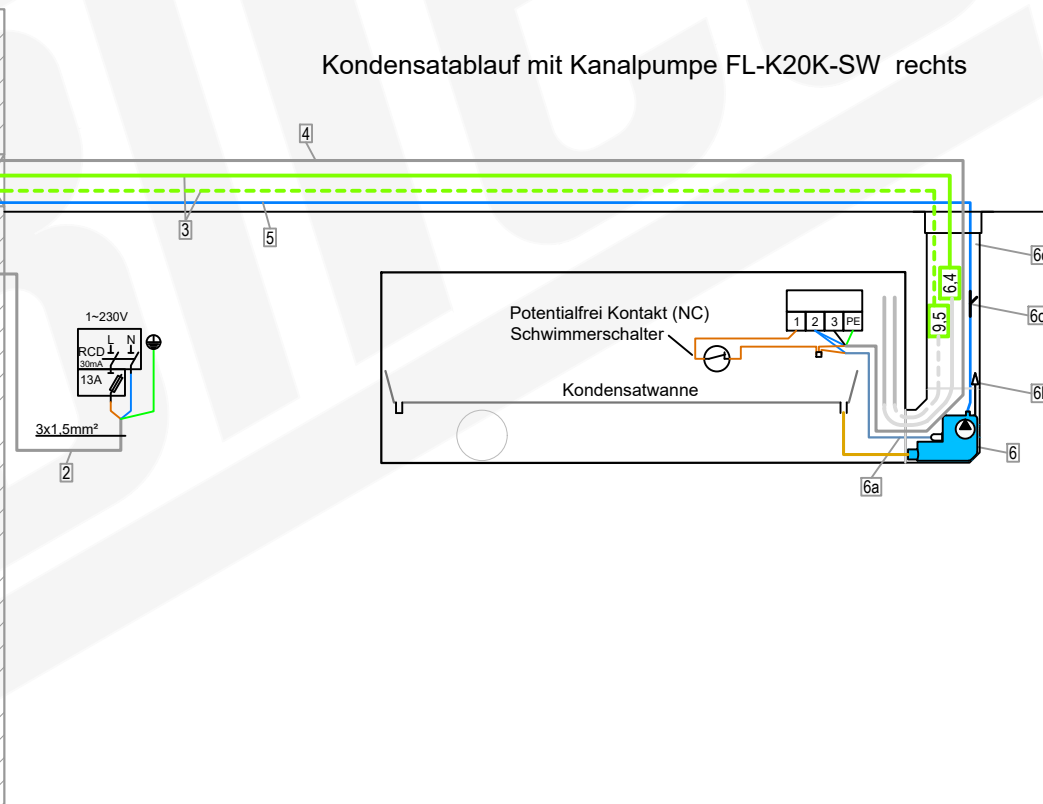 Kondensatablauf mit Kanalpumpe FL-K20K-SW rechts
4
3
5
1~230V
L N
RCD
30mA
13A
3x1,5mm²
2
Potentialfrei Kontakt (NC)
Schwimmerschalter
1 2 3 PE
Kondensatwanne
6,4
9,5
6
6a